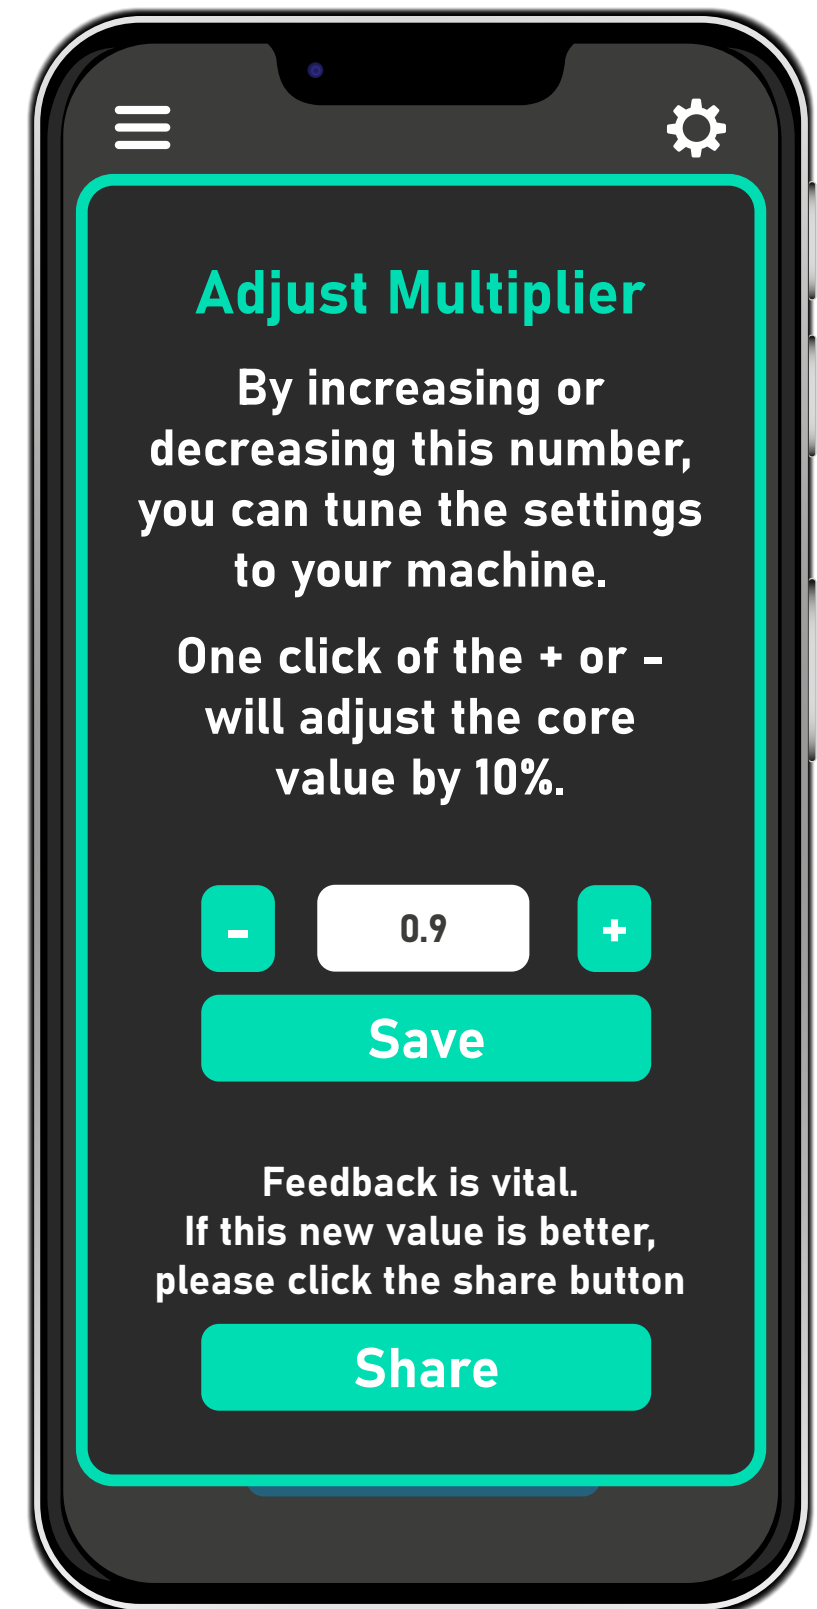 Adjust Multiplier
By increasing or
decreasing this number,
you can tune the settings
to your machine.
One click of the + or -
will adjust the core
value by 10%.
- 0.9 +
Save
Feedback is vital.
If this new value is better,
please click the share button
Share